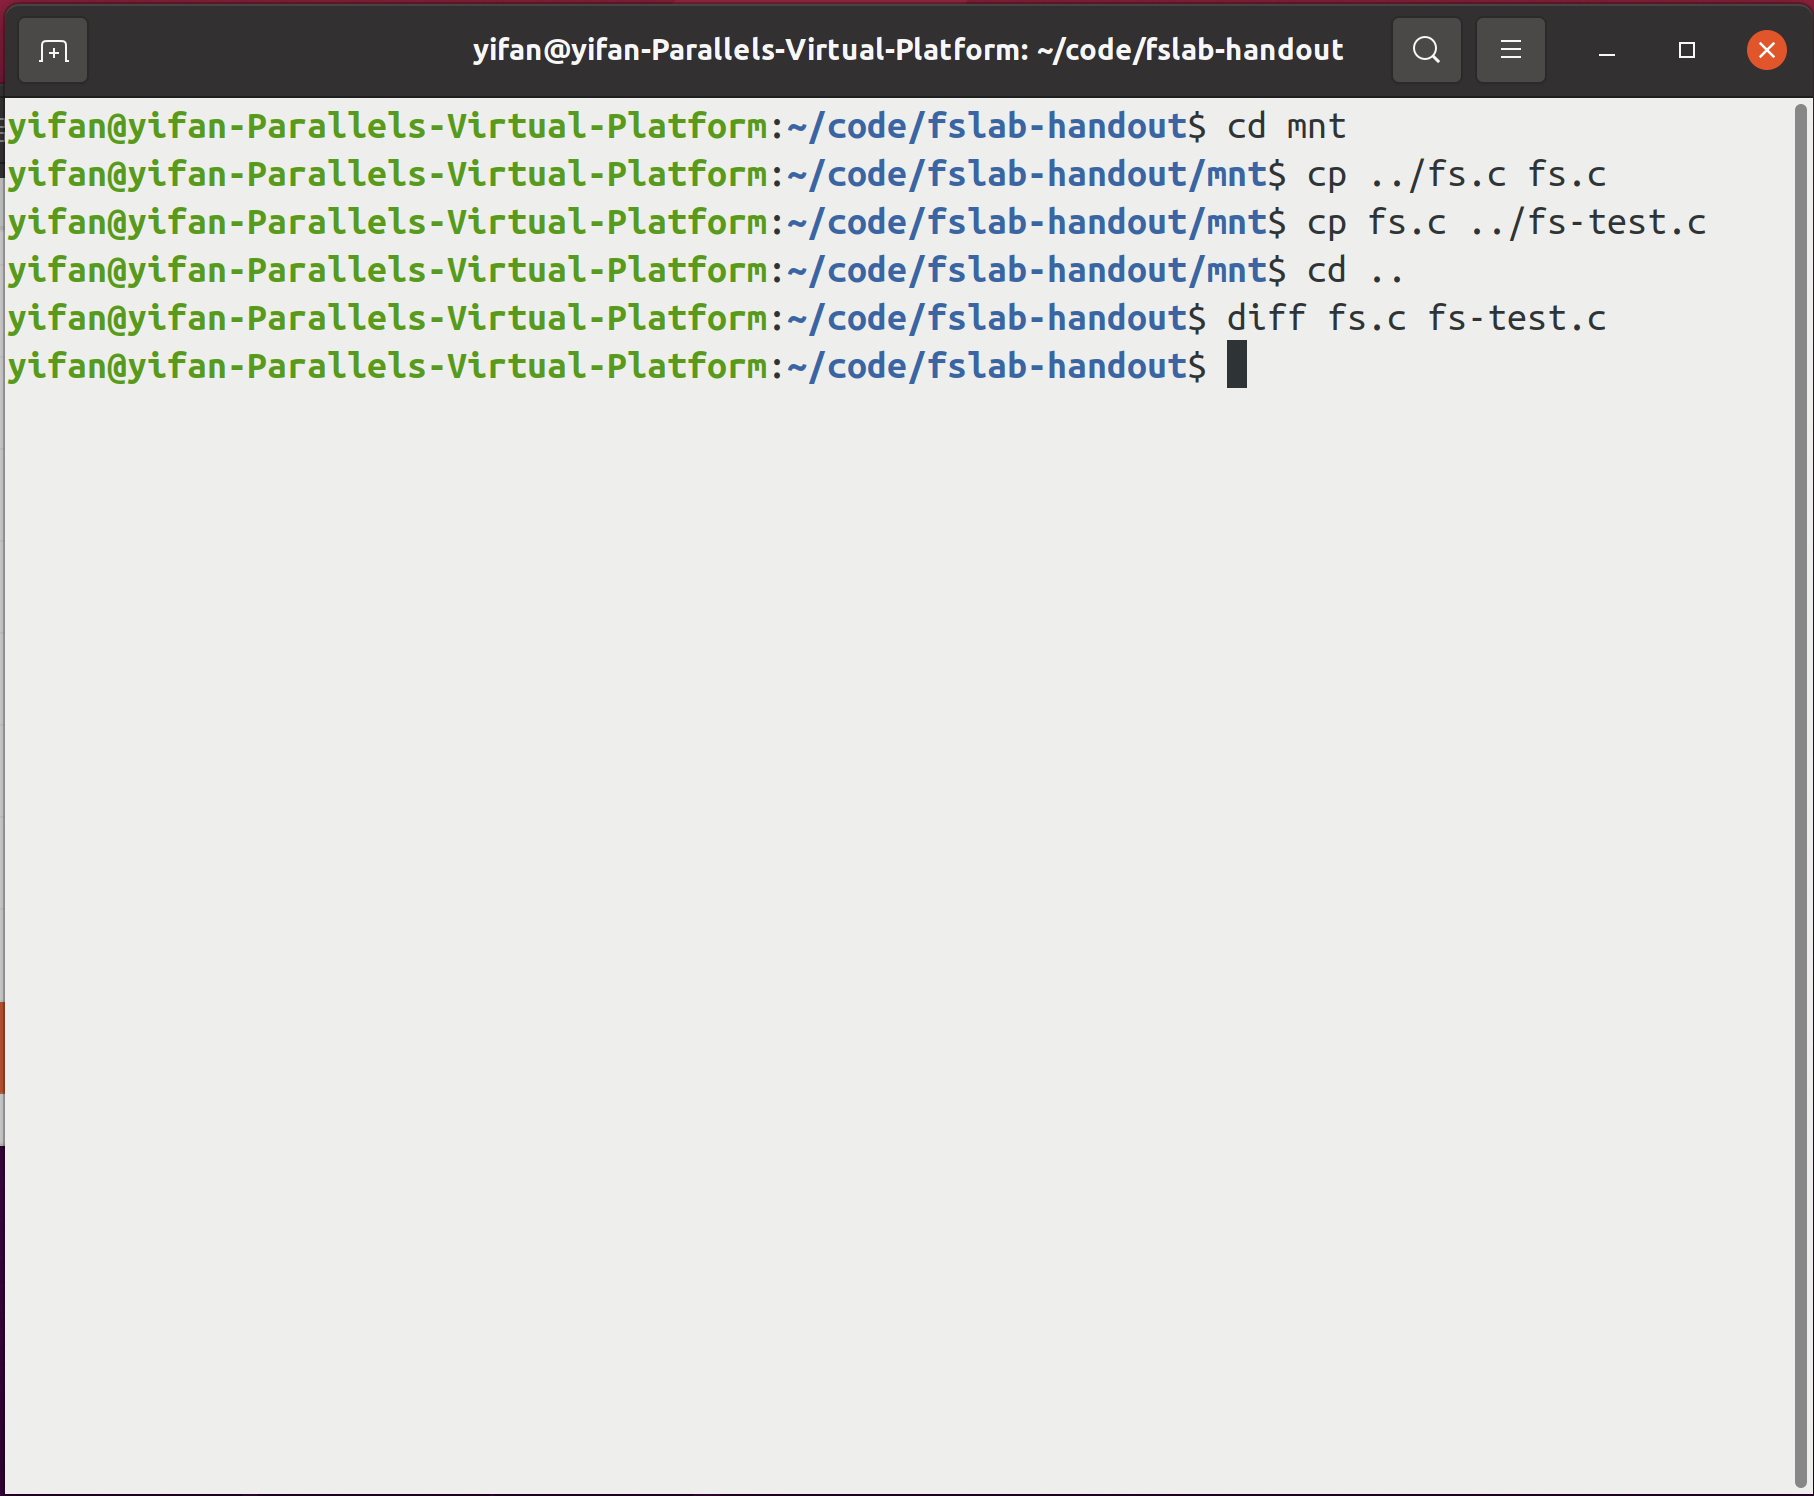 yifan@yifan-Parallels-Virtual-Platform: ~/code/fslab-handout
yifan@yifan-Parallels-Virtual-Platform:~/code/fslab-handout$ cd mnt
yifan@yifan-Parallels-Virtual-Platform:~/code/fslab-handout/mnt$ cp ../fs.c fs.c
yifan@yifan-Parallels-Virtual-Platform:~/code/fslab-handout/mnt$ cp fs.c ../fs-test.c
yifan@yifan-Parallels-Virtual-Platform:~/code/fslab-handout/mnt$ cd ..
yifan@yifan-Parallels-Virtual-Platform:~/code/fslab-handout$ diff fs.c fs-test.c
yifan@yifan-Parallels-Virtual-Platform:~/code/fslab-handout$